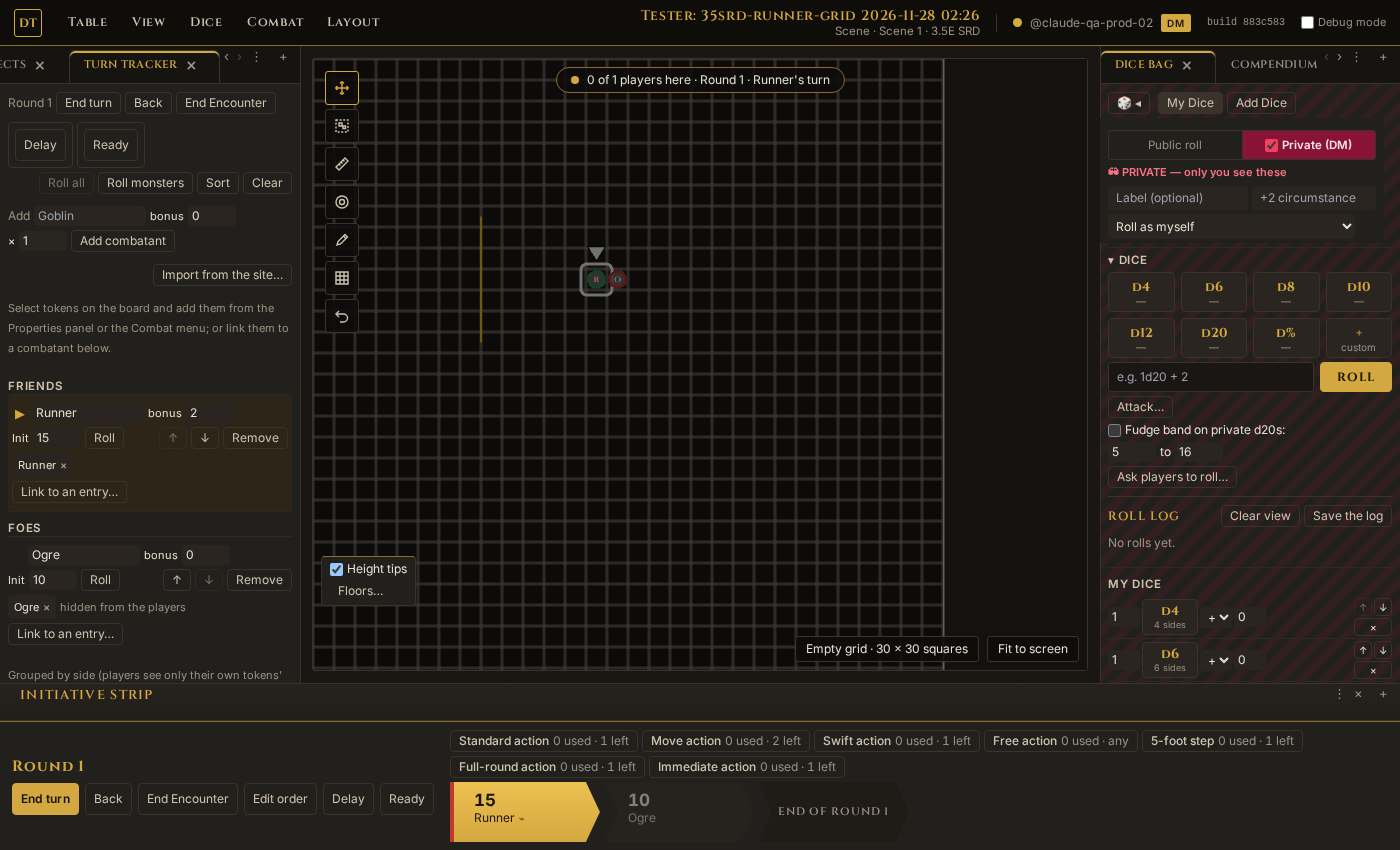 DT
TABLE
VIEW
DICE
COMBAT
LAYOUT
TESTER: 35SRD-RUNNER-GRID 2026-11-28 02:26
Scene · Scene 1 · 3.5E SRD
@claude-qa-prod-02
DM
build 883c583
Debug mode
ECTS ×
TURN TRACKER ×
Round 1
End turn
Back
End Encounter
Delay
Ready
Roll all
Roll monsters
Sort
Clear
Add Goblin bonus 0
× 1
Add combatant
Import from the site...
Select tokens on the board and add them from the
Properties panel or the Combat menu; or link them to
a combatant below.
FRIENDS
▶ Runner bonus 2
Init 15 Roll ↑ ↓ Remove
Runner ×
Link to an entry...
FOES
Ogre bonus 0
Init 10 Roll ↑ ↓ Remove
Ogre × hidden from the players
Link to an entry...
Grouped by side (players see only their own tokens'
0 of 1 players here · Round 1 · Runner's turn
R
O
Height tips
Floors...
Empty grid · 30 × 30 squares
Fit to screen
DICE BAG ×
COMPENDIUM
My Dice
Add Dice
Public roll
Private (DM)
PRIVATE — only you see these
Label (optional)
+2 circumstance
Roll as myself
▾ DICE
D4
—
D6
—
D8
—
D10
—
D12
—
D20
—
D%
—
+
custom
e.g. 1d20 + 2
ROLL
Attack...
Fudge band on private d20s:
5 to 16
Ask players to roll...
ROLL LOG
Clear view
Save the log
No rolls yet.
MY DICE
1 D4 + 0
4 sides
↑ ↓
×
1 D6 + 0
6 sides
↑ ↓
×
INITIATIVE STRIP
ROUND 1
End turn
Back
End Encounter
Edit order
Delay
Ready
Standard action 0 used · 1 left
Move action 0 used · 2 left
Swift action 0 used · 1 left
Free action 0 used · any
5-foot step 0 used · 1 left
Full-round action 0 used · 1 left
Immediate action 0 used · 1 left
15
Runner
10
Ogre
END OF ROUND 1